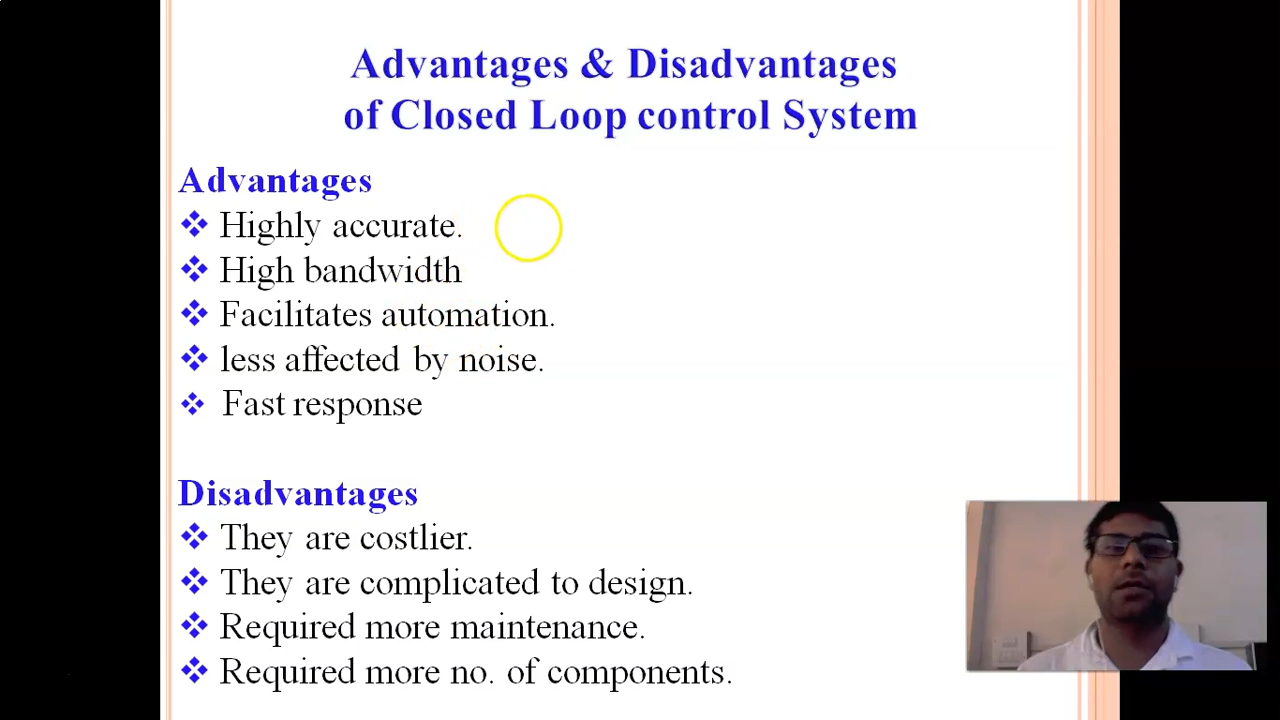 Advantages & Disadvantages
of Closed Loop control System
Advantages
❖ Highly accurate.
❖ High bandwidth
❖ Facilitates automation.
❖ less affected by noise.
❖ Fast response
Disadvantages
❖ They are costlier.
❖ They are complicated to design.
❖ Required more maintenance.
❖ Required more no. of components.